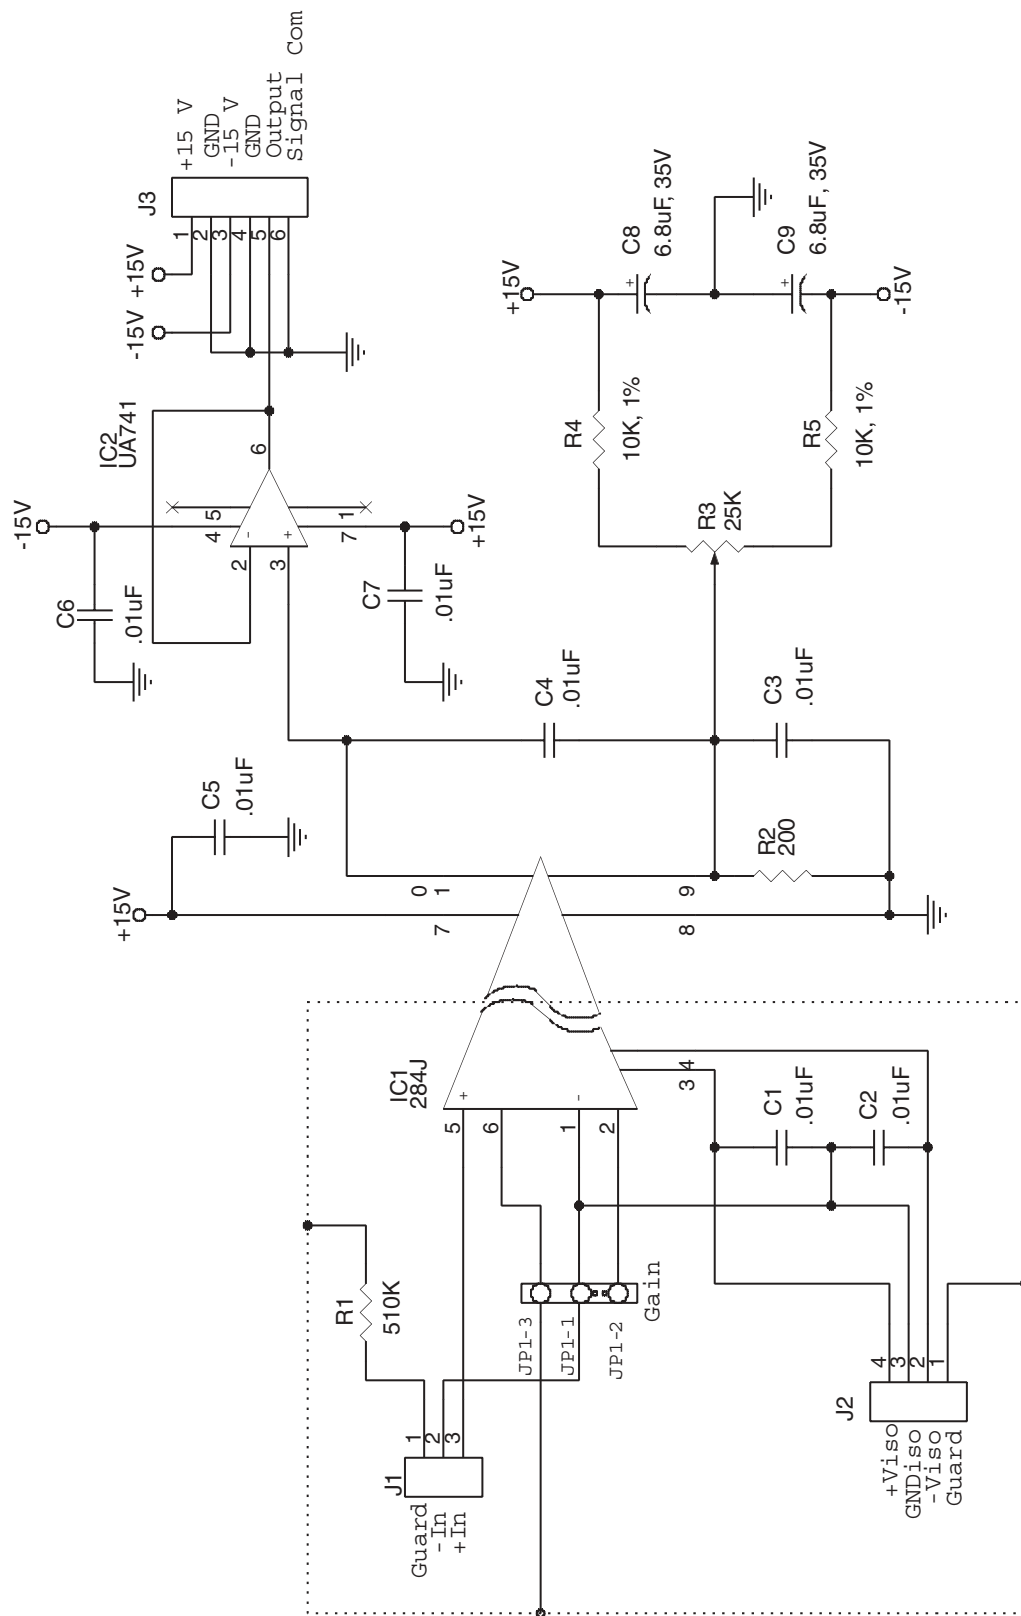 J3
+15 V
GND
-15 V
GND
Output
Signal Com
1
2
3
4
5
6
+15V
-15V
IC2
UA741
6
-15V
4
5
2
-
3
+
7
1
+15V
C6
.01uF
C7
.01uF
+15V
C8
6.8uF, 35V
+
C9
6.8uF, 35V
+
-15V
R4
10K, 1%
R5
10K, 1%
R3
25K
C4
.01uF
C3
.01uF
C5
.01uF
+15V
R2
200
0
1
7
9
8
IC1
284J
5
+
6
1
-
2
3
4
C1
.01uF
C2
.01uF
R1
510K
JP1-3
JP1-1
JP1-2
Gain
J1
1
2
3
Guard
-In
+In
J2
4
3
2
1
+Viso
GNDiso
-Viso
Guard